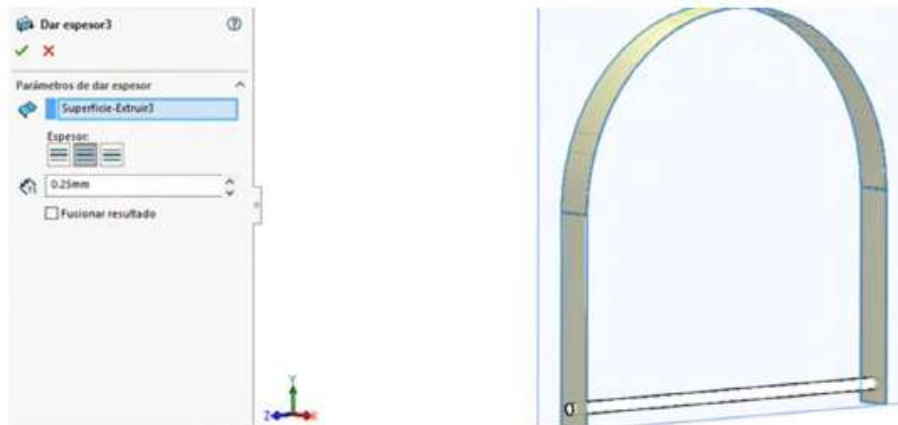 Dar espesor3
Parámetros de dar espesor
Superficie-Extruir3
Espesor:
0.25mm
Fusionar resultado
Y
Z
X